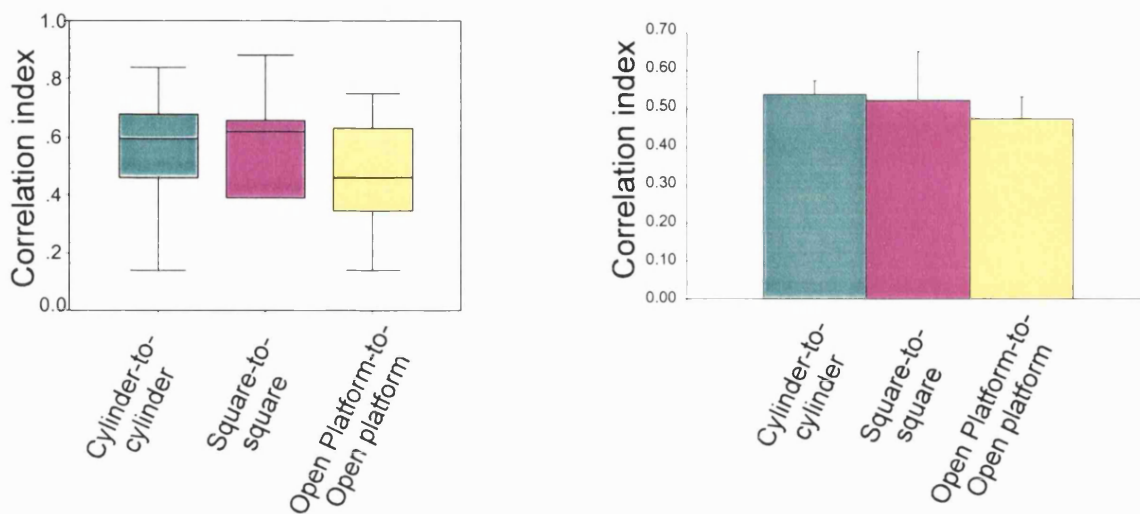 Correlation index
1.0
.8
.6
.4
.2
0.0
Cylinder-to-
cylinder
Square-to-
square
Open Platform-to-
Open platform
Correlation index
0.70
0.60
0.50
0.40
0.30
0.20
0.10
0.00
Cylinder-to-
cylinder
Square-to-
square
Open Platform-to-
Open platform